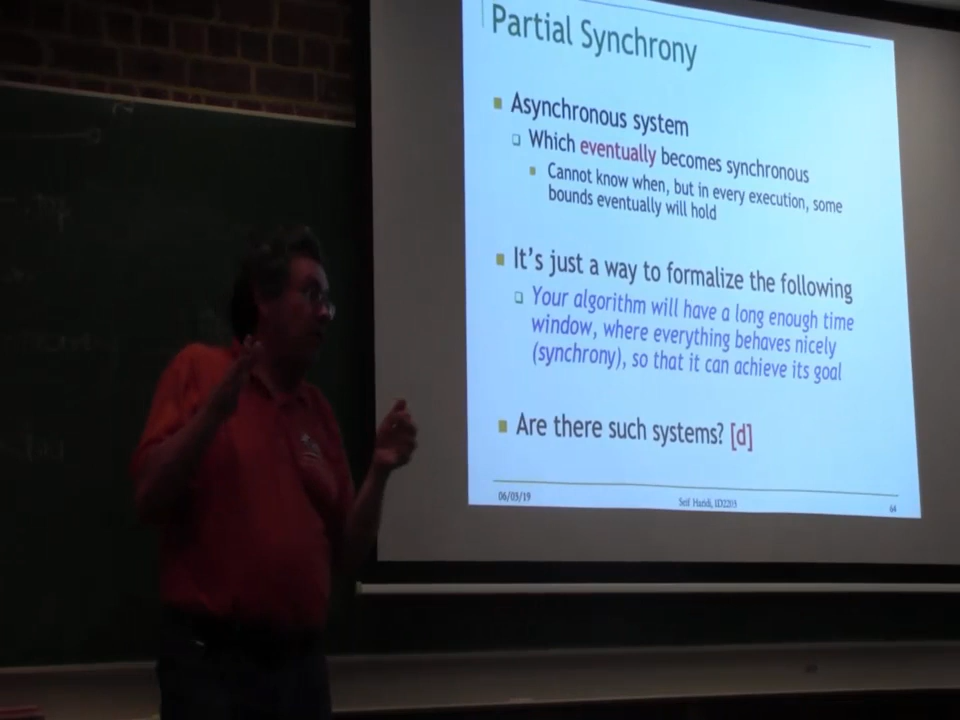 Partial Synchrony
Asynchronous system
Which eventually becomes synchronous
Cannot know when, but in every execution, some
bounds eventually will hold
It's just a way to formalize the following
Your algorithm will have a long enough time
window, where everything behaves nicely
(synchrony), so that it can achieve its goal
Are there such systems? [d]
06/03/19
Seif Haridi, ID2203
64